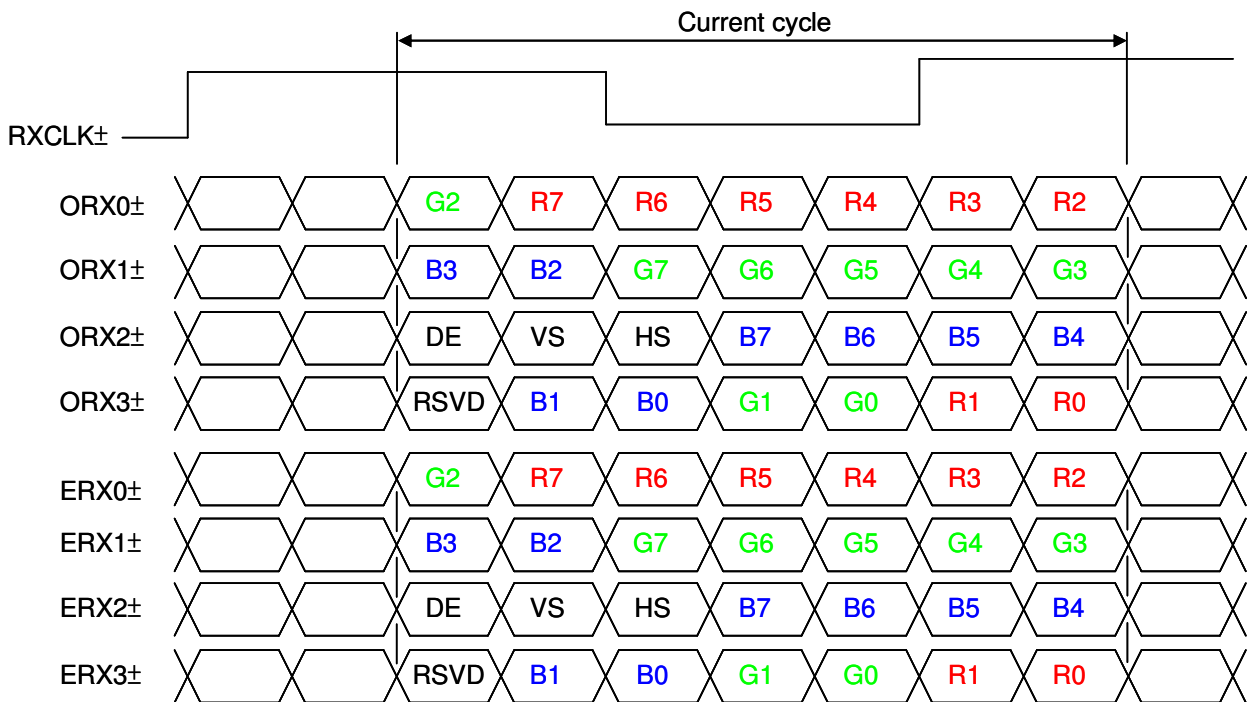 Current cycle
RXCLK±
ORX0± G2 R7 R6 R5 R4 R3 R2
ORX1± B3 B2 G7 G6 G5 G4 G3
ORX2± DE VS HS B7 B6 B5 B4
ORX3± RSVD B1 B0 G1 G0 R1 R0
ERX0± G2 R7 R6 R5 R4 R3 R2
ERX1± B3 B2 G7 G6 G5 G4 G3
ERX2± DE VS HS B7 B6 B5 B4
ERX3± RSVD B1 B0 G1 G0 R1 R0